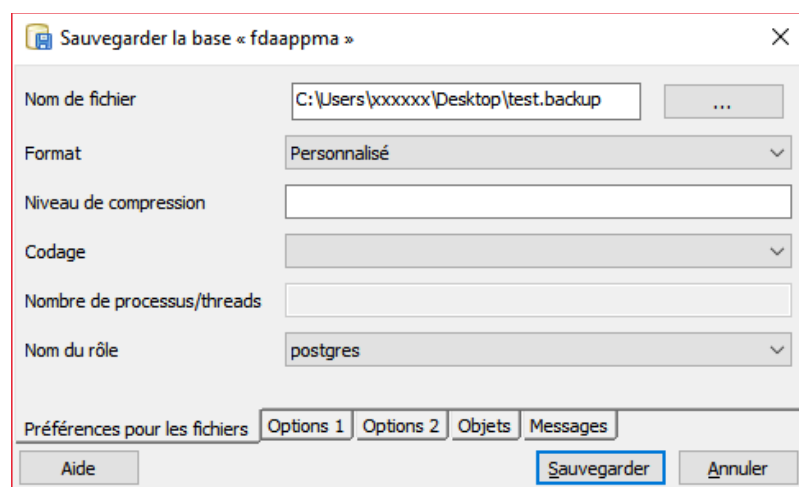 Sauvegarder la base « fdaappma »
Nom de fichier C:\Users\xxxxxx\Desktop\test.backup ...
Format Personnalisé
Niveau de compression
Codage
Nombre de processus/threads
Nom du rôle postgres
Préférences pour les fichiers Options 1 Options 2 Objets Messages
Aide Sauvegarder Annuler